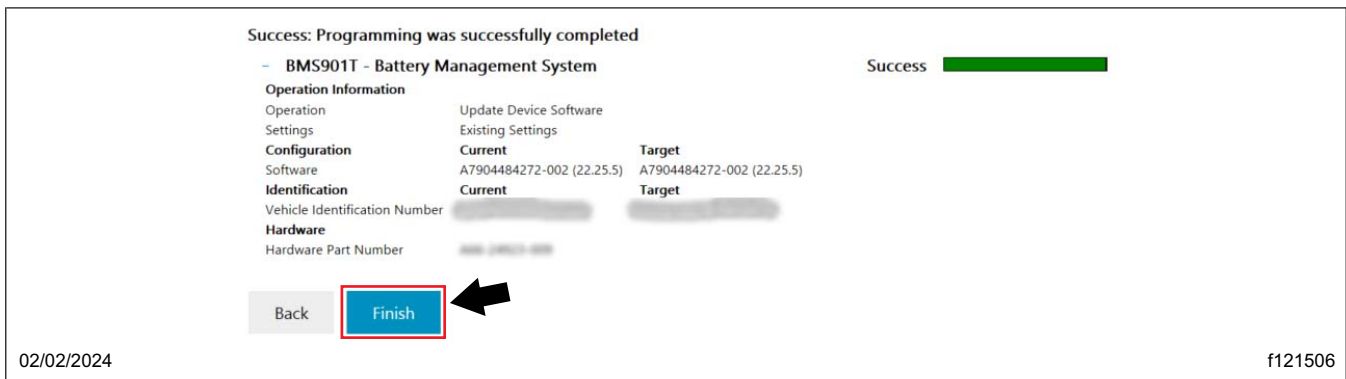 Success: Programming was successfully completed
- BMS901T - Battery Management System Success
Operation Information
Operation Update Device Software
Settings Existing Settings
Configuration Current Target
Software A7904484272-002 (22.25.5) A7904484272-002 (22.25.5)
Identification Current Target
Vehicle Identification Number
Hardware
Hardware Part Number
Back Finish
02/02/2024 f121506